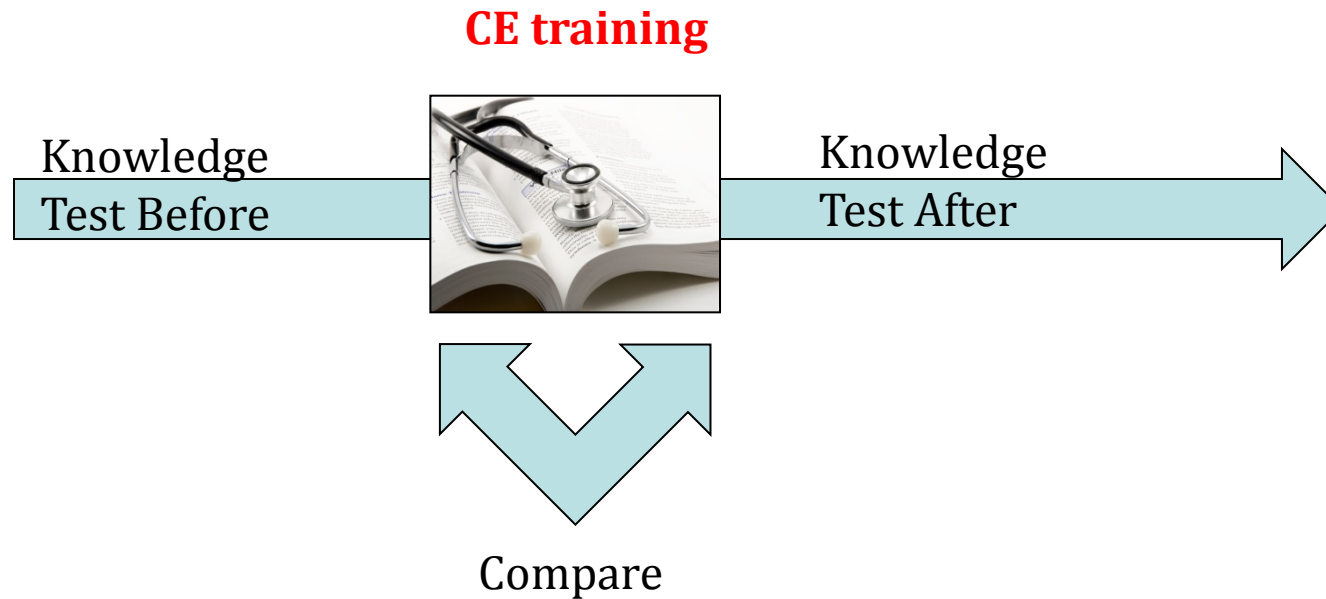 CE training
Knowledge
Test Before
Knowledge
Test After
Compare